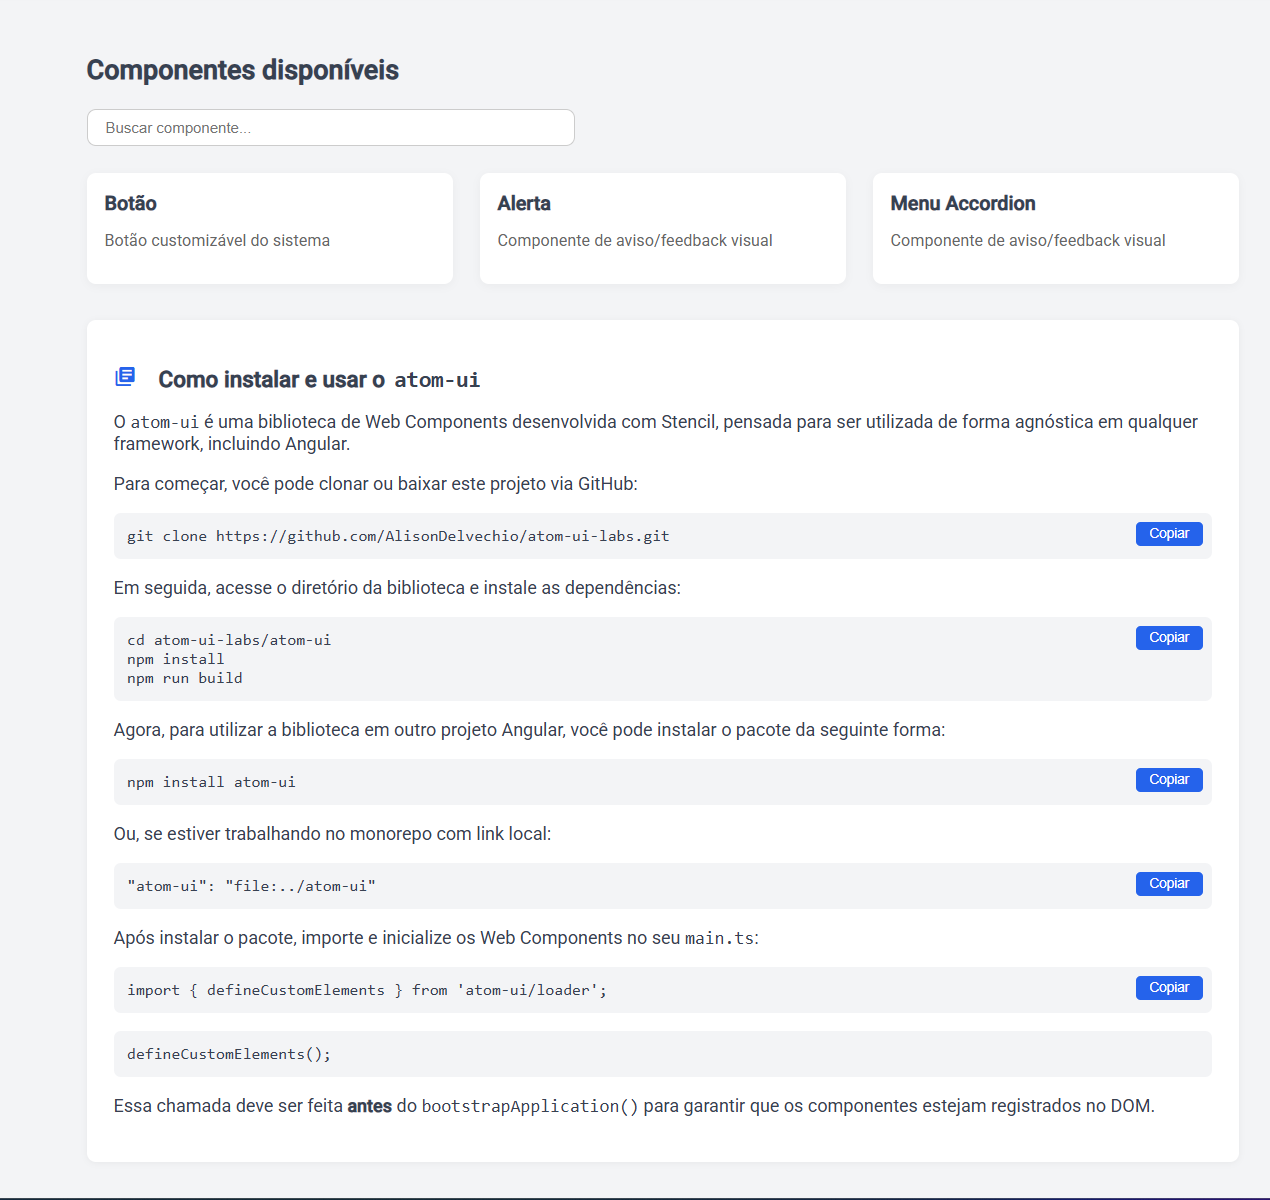 Componentes disponíveis
Buscar componente...
Botão
Botão customizável do sistema
Alerta
Componente de aviso/feedback visual
Menu Accordion
Componente de aviso/feedback visual
Como instalar e usar o atom-ui
O atom-ui é uma biblioteca de Web Components desenvolvida com Stencil, pensada para ser utilizada de forma agnóstica em qualquer
framework, incluindo Angular.
Para começar, você pode clonar ou baixar este projeto via GitHub:
git clone https://github.com/AlisonDelvechio/atom-ui-labs.git
Copiar
Em seguida, acesse o diretório da biblioteca e instale as dependências:
cd atom-ui-labs/atom-ui
npm install
npm run build
Copiar
Agora, para utilizar a biblioteca em outro projeto Angular, você pode instalar o pacote da seguinte forma:
npm install atom-ui
Copiar
Ou, se estiver trabalhando no monorepo com link local:
"atom-ui": "file:../atom-ui"
Copiar
Após instalar o pacote, importe e inicialize os Web Components no seu main.ts:
import { defineCustomElements } from 'atom-ui/loader';
Copiar
defineCustomElements();
Essa chamada deve ser feita antes do bootstrapApplication() para garantir que os componentes estejam registrados no DOM.